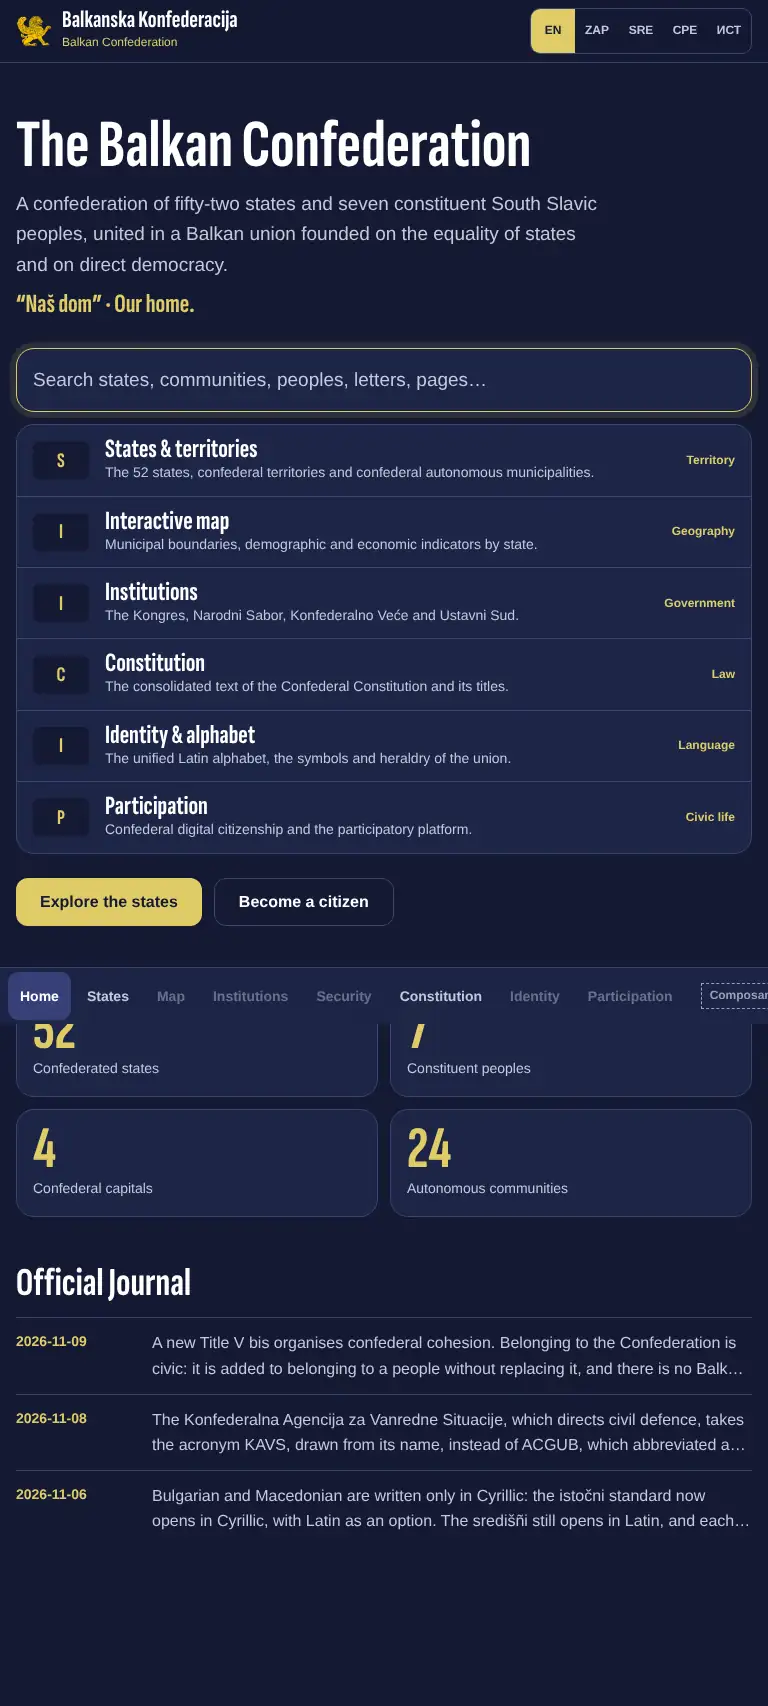 Balkanska Konfederacija
Balkan Confederation
EN ZAP SRE СРЕ ИСТ
The Balkan Confederation
A confederation of fifty-two states and seven constituent South Slavic
peoples, united in a Balkan union founded on the equality of states
and on direct democracy.
“Naš dom” · Our home.
Search states, communities, peoples, letters, pages…
S
States & territories
The 52 states, confederal territories and confederal autonomous municipalities.
Territory
I
Interactive map
Municipal boundaries, demographic and economic indicators by state.
Geography
I
Institutions
The Kongres, Narodni Sabor, Konfederalno Veće and Ustavni Sud.
Government
C
Constitution
The consolidated text of the Confederal Constitution and its titles.
Law
I
Identity & alphabet
The unified Latin alphabet, the symbols and heraldry of the union.
Language
P
Participation
Confederal digital citizenship and the participatory platform.
Civic life
Explore the states
Become a citizen
Home States Map Institutions Security Constitution Identity Participation Composan
52
Confederated states
7
Constituent peoples
4
Confederal capitals
24
Autonomous communities
Official Journal
2026-11-09
A new Title V bis organises confederal cohesion. Belonging to the Confederation is
civic: it is added to belonging to a people without replacing it, and there is no Balk…
2026-11-08
The Konfederalna Agencija za Vanredne Situacije, which directs civil defence, takes
the acronym KAVS, drawn from its name, instead of ACGUB, which abbreviated a…
2026-11-06
Bulgarian and Macedonian are written only in Cyrillic: the istočni standard now
opens in Cyrillic, with Latin as an option. The središñi still opens in Latin, and each…